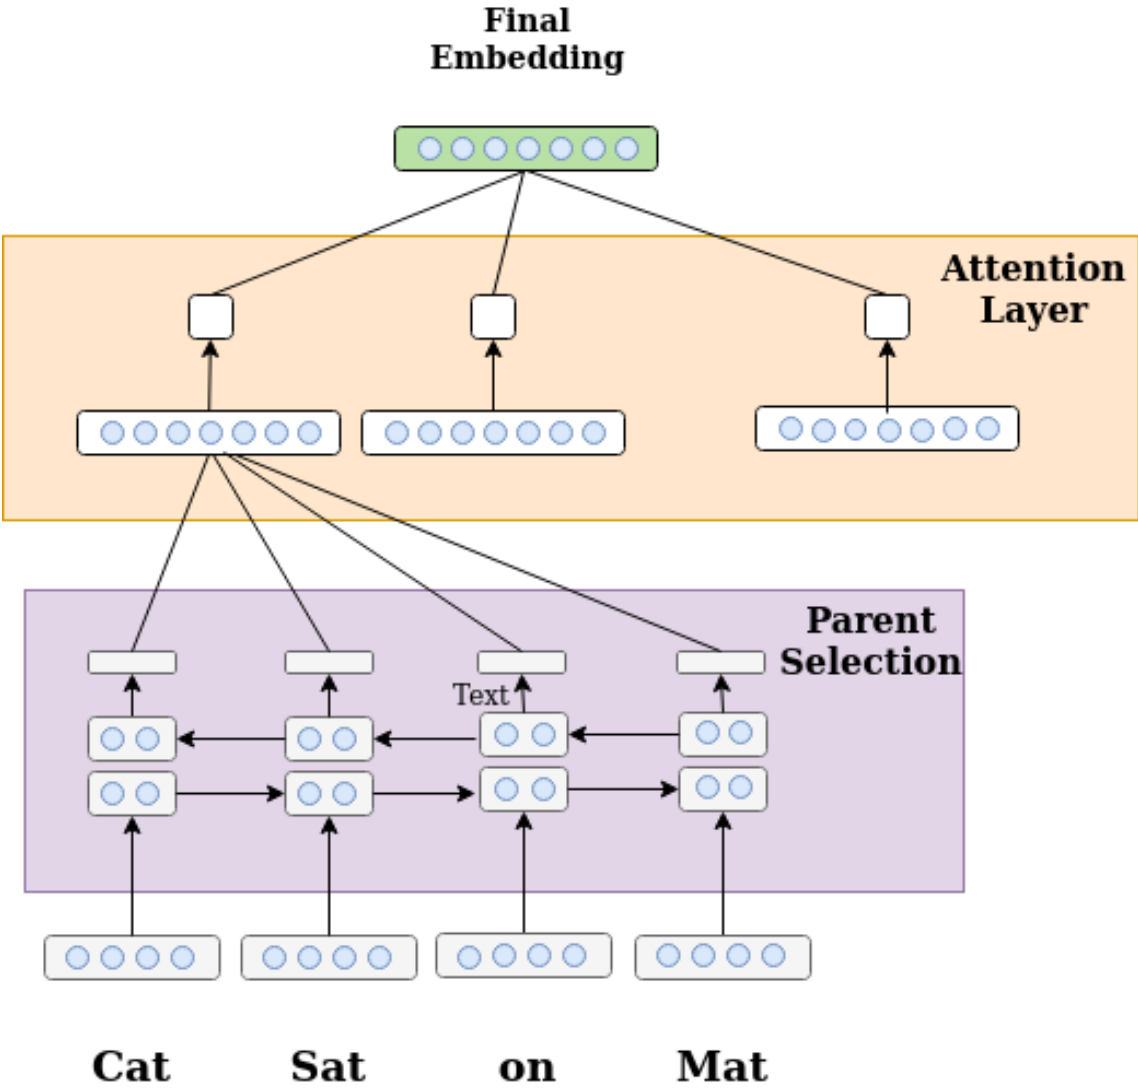 Final
Embedding
Attention
Layer
Parent
Selection
Text
Cat Sat on Mat